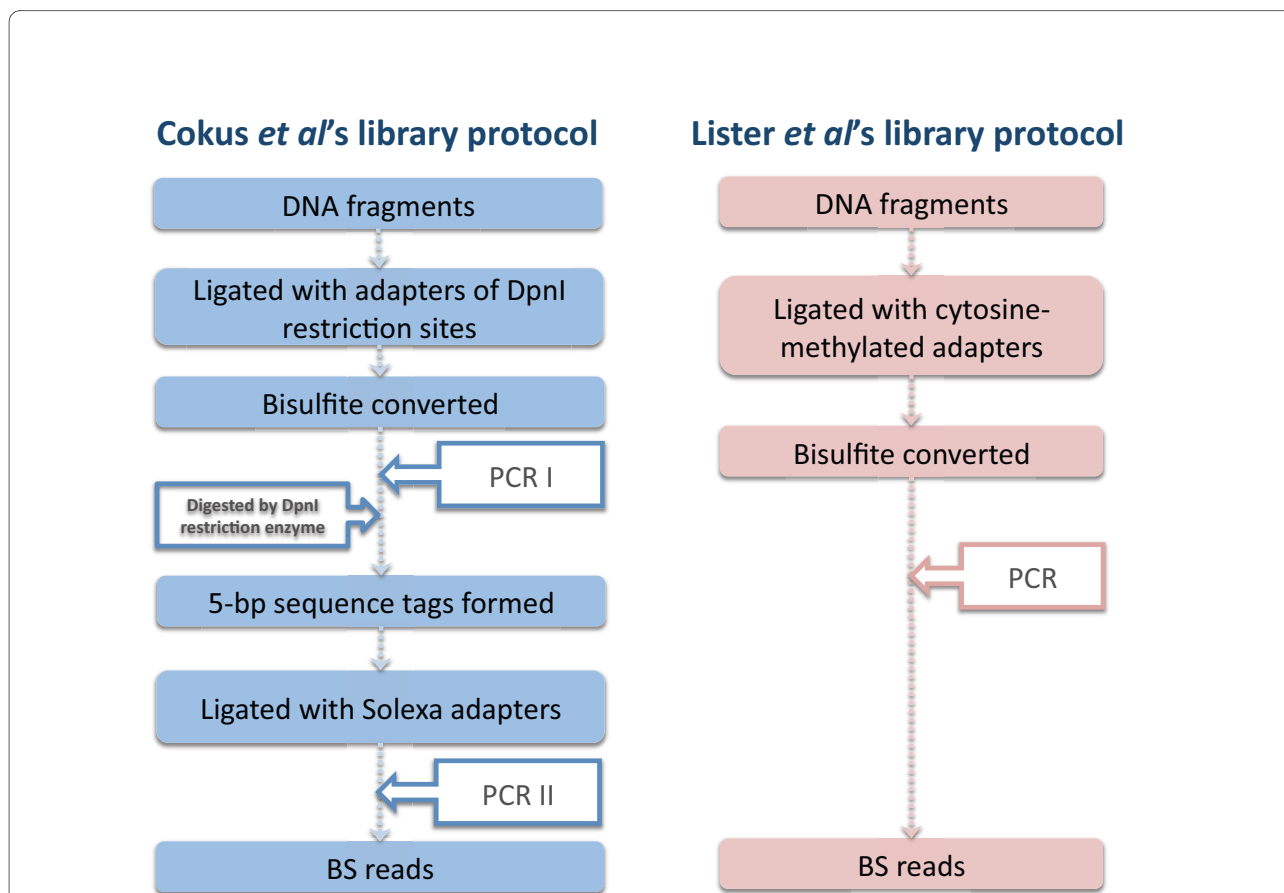 Cokus et al's library protocol
DNA fragments
Ligated with adapters of DpnI
restriction sites
Bisulfite converted
PCR I
Digested by DpnI
restriction enzyme
5-bp sequence tags formed
Ligated with Solexa adapters
PCR II
BS reads
Lister et al's library protocol
DNA fragments
Ligated with cytosine-
methylated adapters
Bisulfite converted
PCR
BS reads